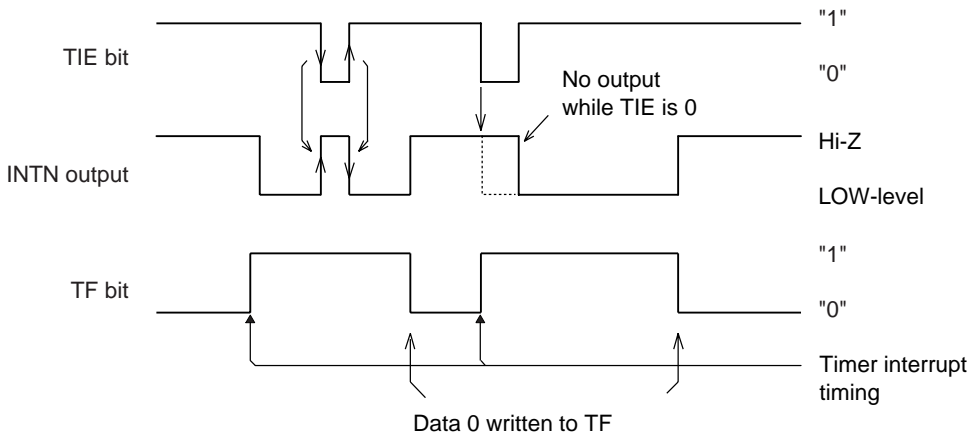 "1"
TIE bit
"0"
No output
while TIE is 0
Hi-Z
INTN output
LOW-level
"1"
TF bit
"0"
Timer interrupt
timing
Data 0 written to TF